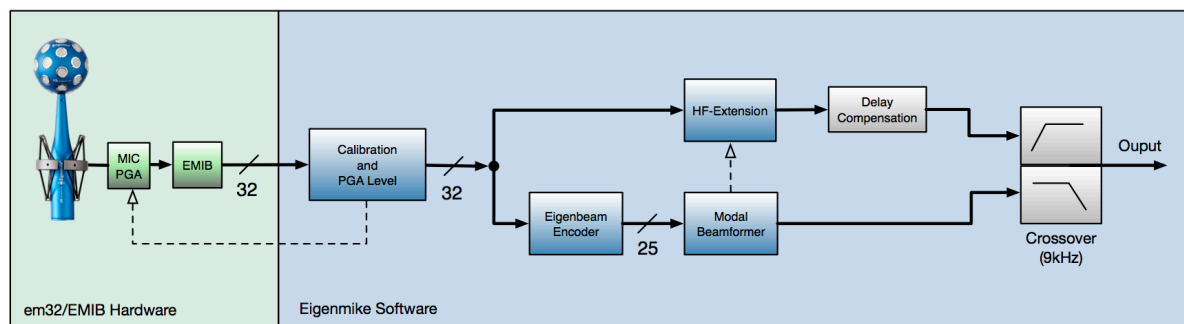 MIC
PGA
EMIB
32
Calibration
and
PGA Level
32
HF-Extension
Delay
Compensation
Ouput
Eigenbeam
Encoder
25
Modal
Beamformer
Crossover
(9kHz)
em32/EMIB Hardware
Eigenmike Software